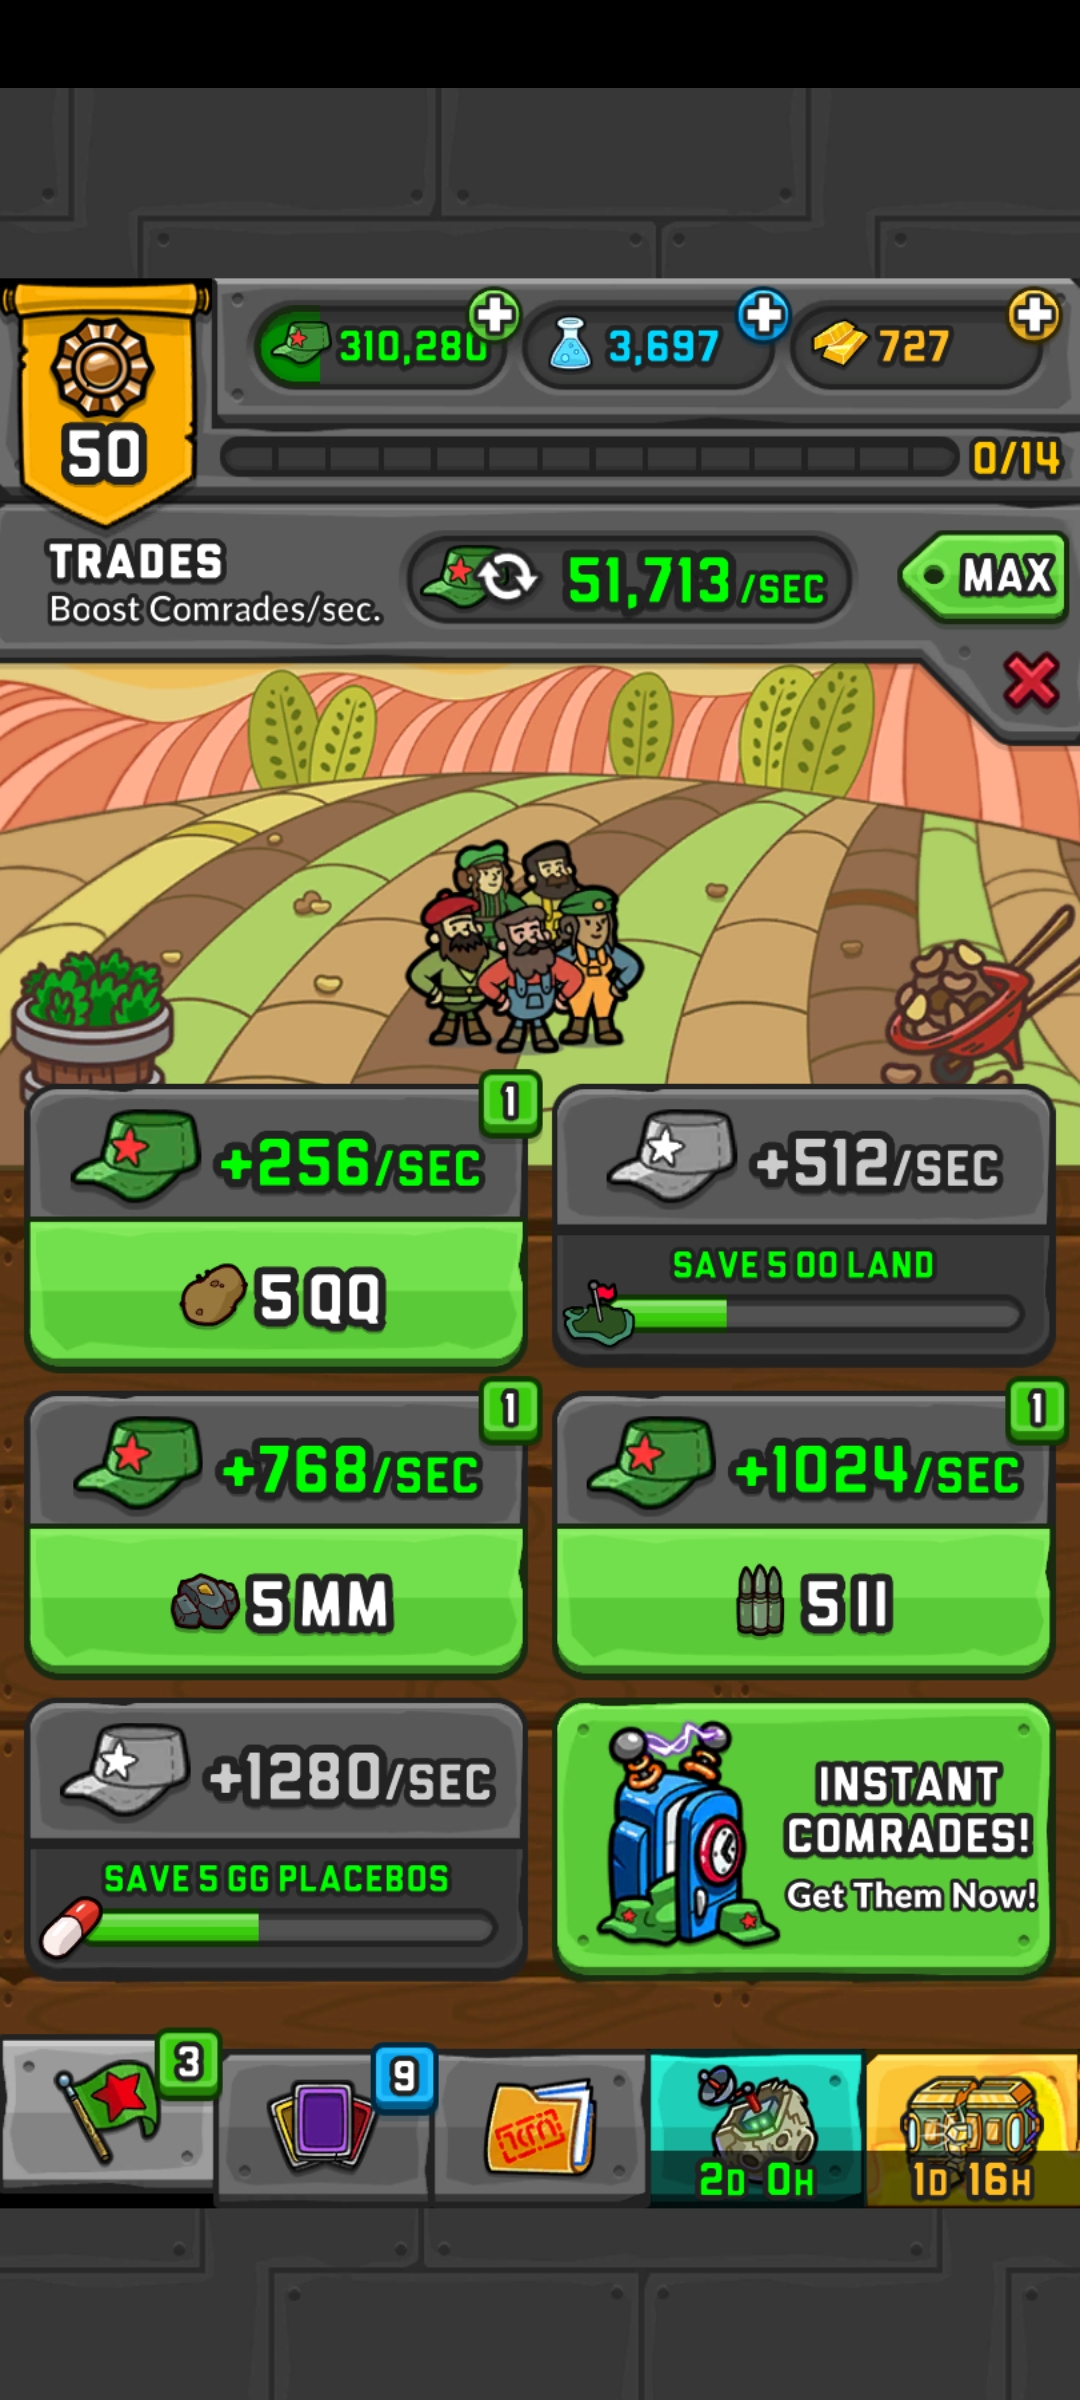 310,280
3,697
727
50
0/14
TRADES
Boost Comrades/sec.
51,713/SEC
MAX
1
+256/SEC
5 QQ
+512/SEC
SAVE 5 OO LAND
1
+768/SEC
5 MM
1
+1024/SEC
5 II
+1280/SEC
SAVE 5 GG PLACEBOS
INSTANT
COMRADES!
Get Them Now!
3
9
2D 0H
1D 16H